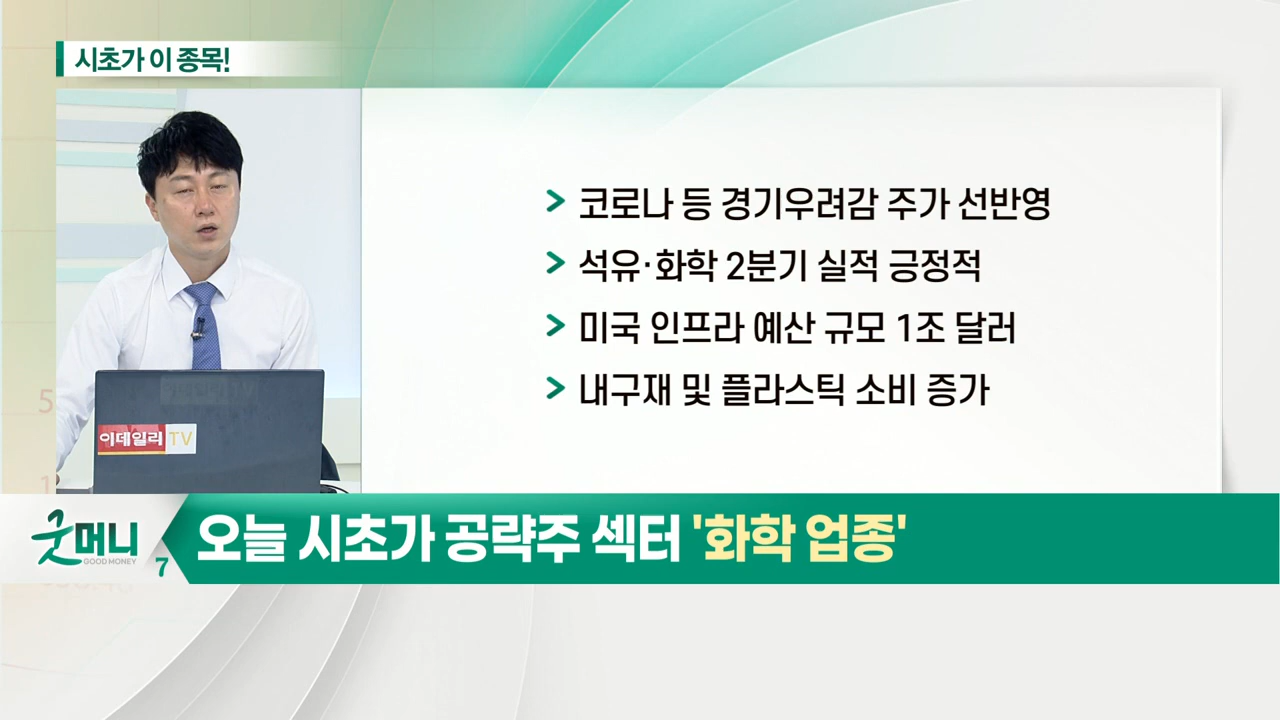 시초가 이 종목!
> 코로나 등 경기우려감 주가 선반영
> 석유·화학 2분기 실적 긍정적
> 미국 인프라 예산 규모 1조 달러
> 내구재 및 플라스틱 소비 증가
5
1
이데일리 TV
굿머니
GOOD MONEY
7
오늘 시초가 공략주 섹터 '화학 업종'